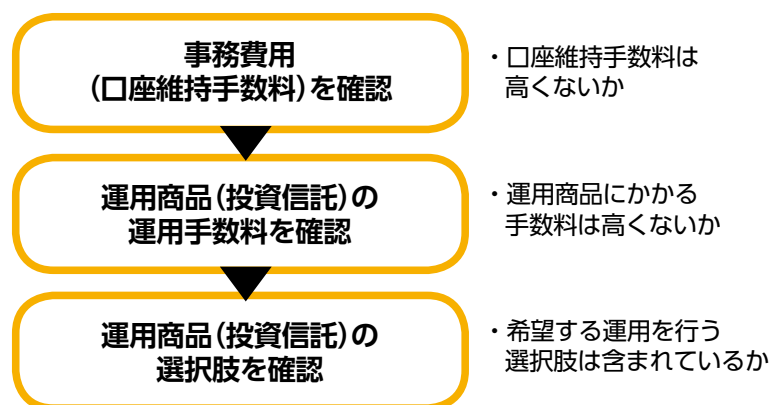 事務費用
(口座維持手数料)を確認
・口座維持手数料は
高くないか
運用商品(投資信託)の
運用手数料を確認
・運用商品にかかる
手数料は高くないか
運用商品(投資信託)の
選択肢を確認
・希望する運用を行う
選択肢は含まれているか